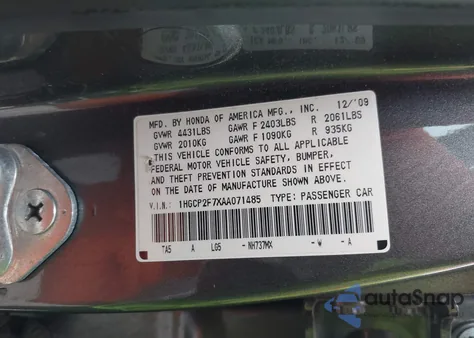 MFD. BY HONDA OF AMERICA MFG., INC. 12/'09
GVWR 4431LBS GAWR F 2403LBS R 2061LBS
GVWR 2010KG GAWR F 1090KG R 935KG
THIS VEHICLE CONFORMS TO ALL APPLICABLE
FEDERAL MOTOR VEHICLE SAFETY, BUMPER,
AND THEFT PREVENTION STANDARDS IN EFFECT
ON THE DATE OF MANUFACTURE SHOWN ABOVE.
V.I.N.: 1HGCP2F7XAA071485 TYPE: PASSENGER CAR
TA5 A LG5 -NH737MX -W -A
autoSnap